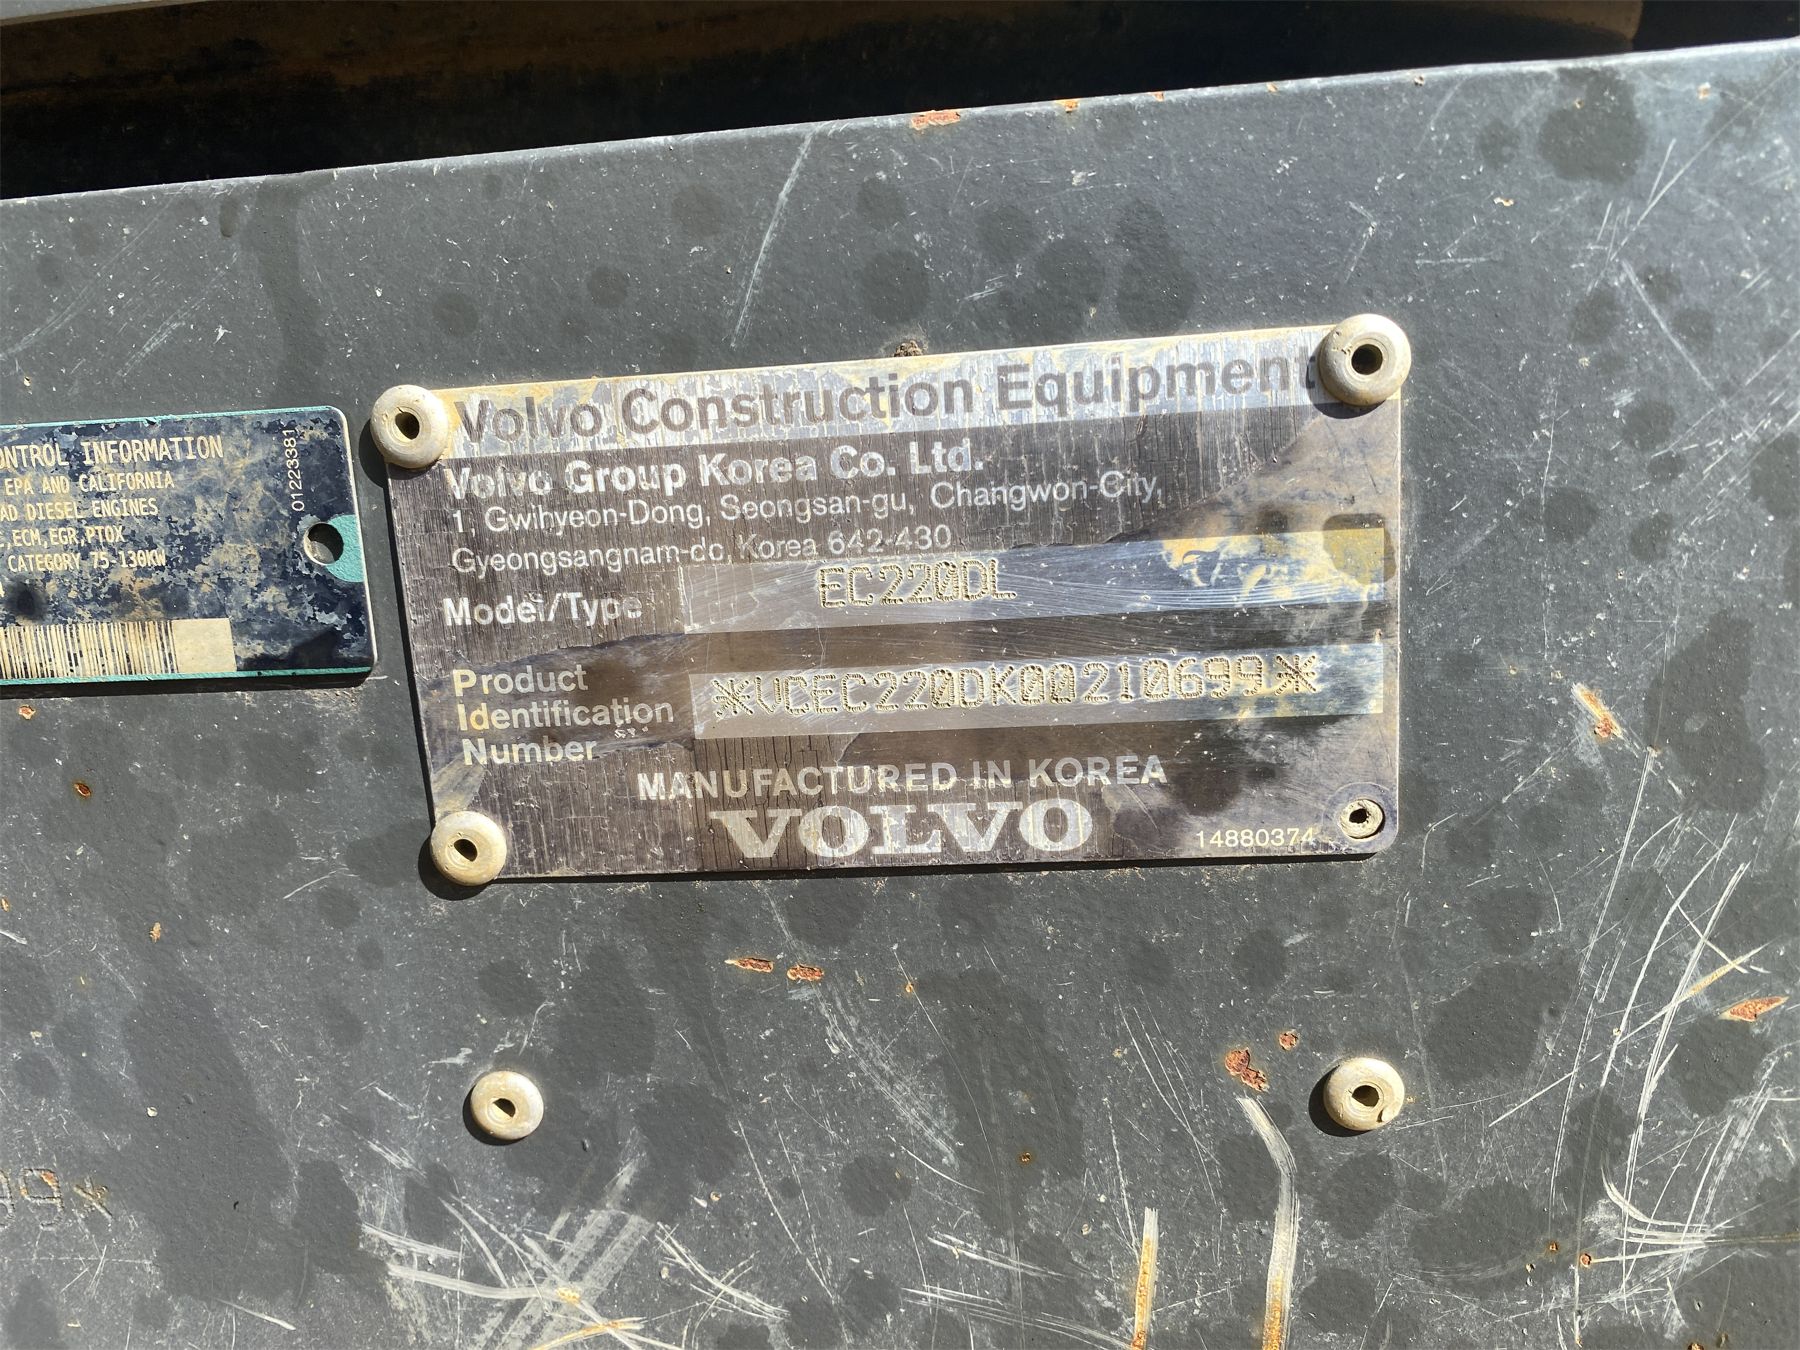 ONTROL INFORMATION
EPA AND CALIFORNIA
AD DIESEL ENGINES
,ECM,EGR,PTOX
CATEGORY 75-130KW
01223381
Volvo Construction Equipment
Volvo Group Korea Co. Ltd.
1, Gwihyeon-Dong, Seongsan-gu, Changwon-City,
Gyeongsangnam-do, Korea 642-430
Model/Type EC220DL
Product
Identification
Number
*VCEC220DK00210699*
MANUFACTURED IN KOREA
VOLVO
14880374
99*